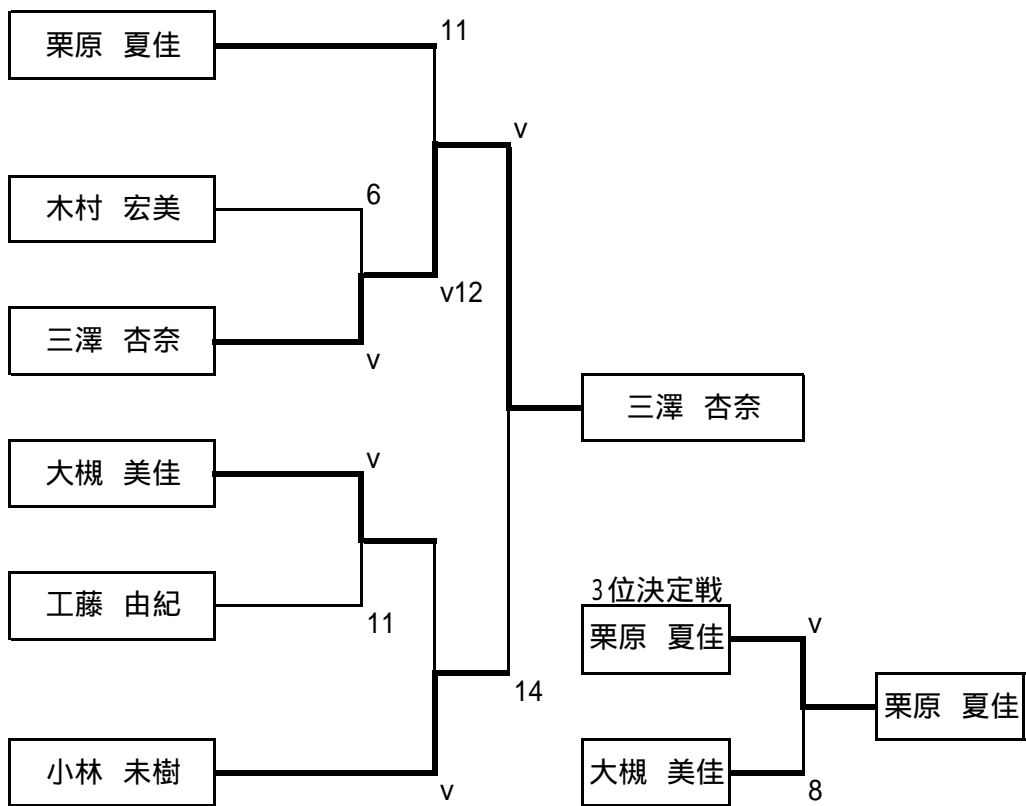 11
栗原 夏佳
v
6
木村 宏美
v12
三澤 杏奈
v
三澤 杏奈
v
大槻 美佳
3位決定戦
工藤 由紀
11
v
栗原 夏佳
14
栗原 夏佳
小林 未樹
大槻 美佳
v
8